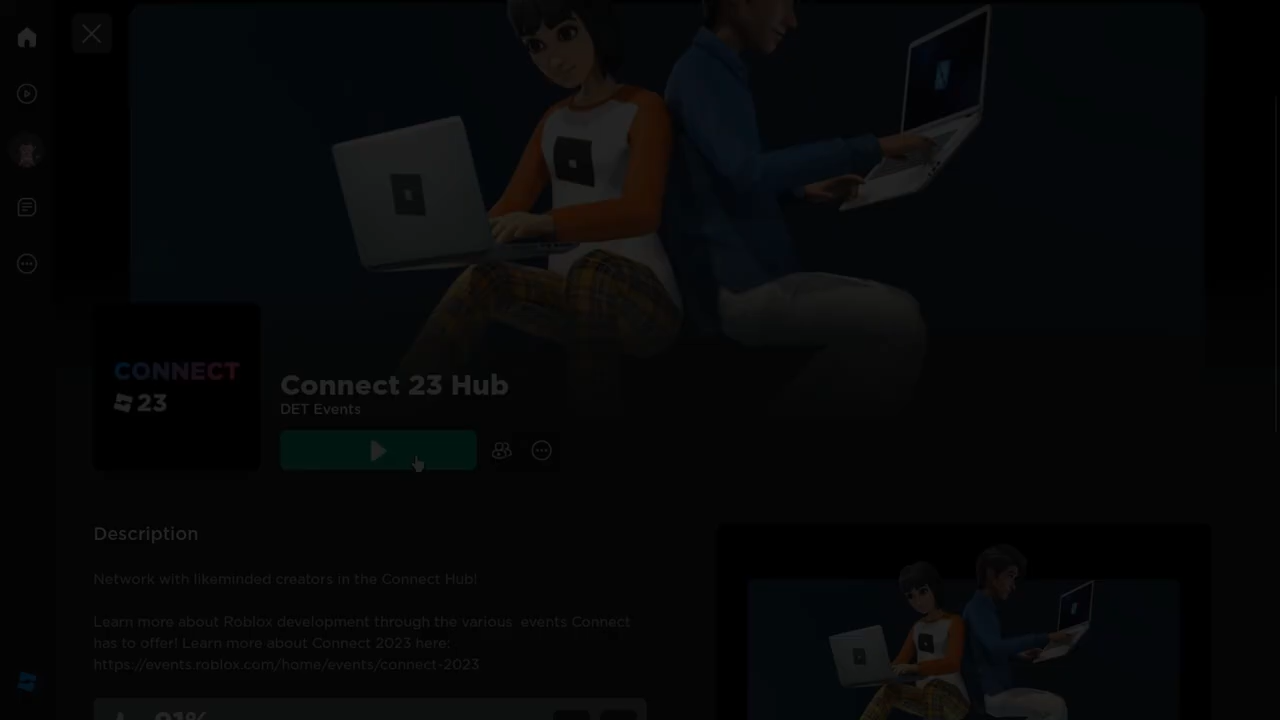 CONNECT
23
Connect 23 Hub
DET Events
Description
Network with likeminded creators in the Connect Hub!
Learn more about Roblox development through the various events Connect
has to offer! Learn more about Connect 2023 here:
https://events.roblox.com/home/events/connect-2023
91%